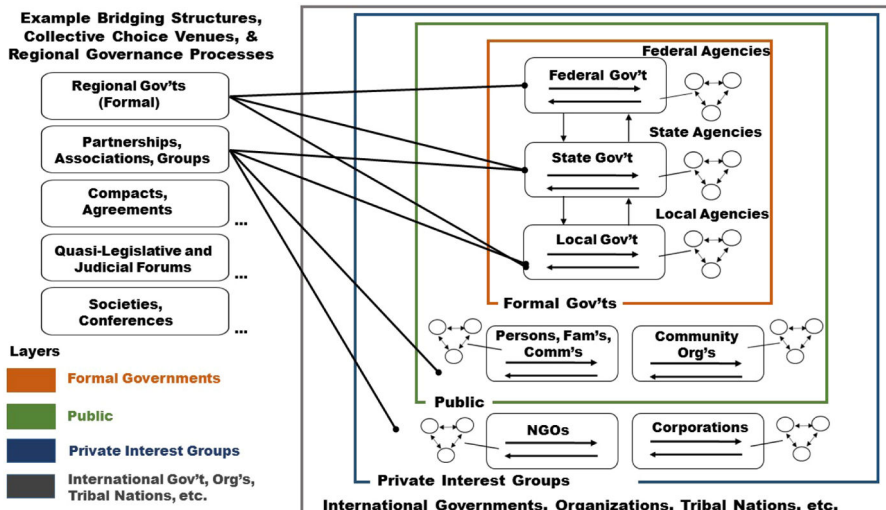 Example Bridging Structures,
Collective Choice Venues, &
Regional Governance Processes
Regional Gov'ts
(Formal)
Partnerships,
Associations, Groups
Compacts,
Agreements
...
Quasi-Legislative and
Judicial Forums
...
Societies,
Conferences
...
Layers
Formal Governments
Public
Private Interest Groups
International Gov't, Org's,
Tribal Nations, etc.
Federal Agencies
Federal Gov't
State Agencies
State Gov't
Local Agencies
Local Gov't
Formal Gov'ts
Persons, Fam's,
Comm's
Community
Org's
Public
NGOs
Corporations
Private Interest Groups
International Governments, Organizations, Tribal Nations, etc.